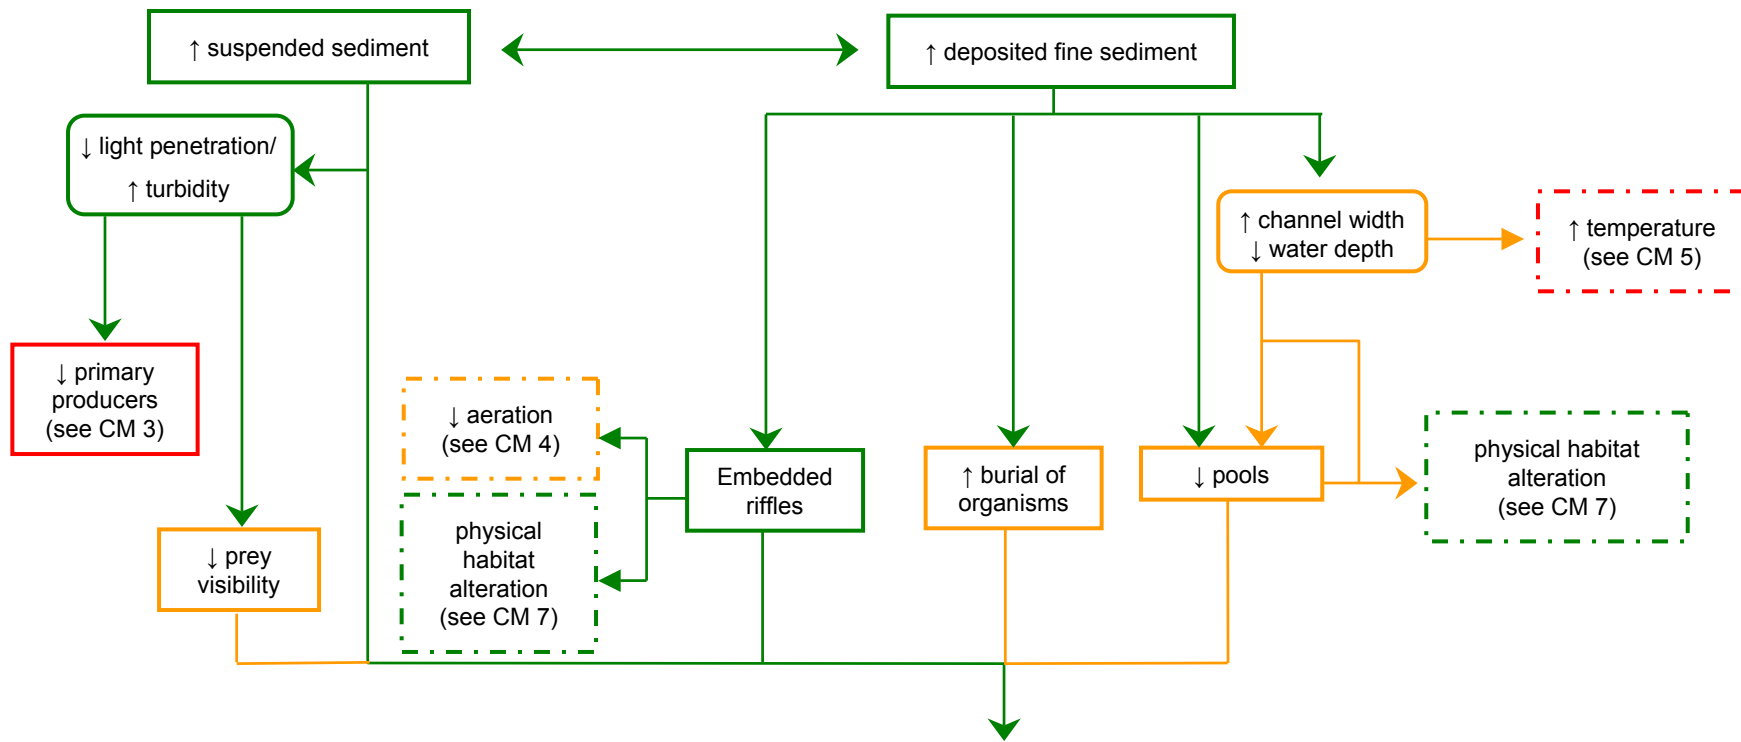 ↑ suspended sediment
↑ deposited fine sediment
↓ light penetration/
↑ turbidity
↑ channel width
↓ water depth
↑ temperature
(see CM 5)
↓ primary
producers
(see CM 3)
↓ aeration
(see CM 4)
Embedded
riffles
↑ burial of
organisms
↓ pools
physical habitat
alteration
(see CM 7)
↓ prey
visibility
physical
habitat
alteration
(see CM 7)